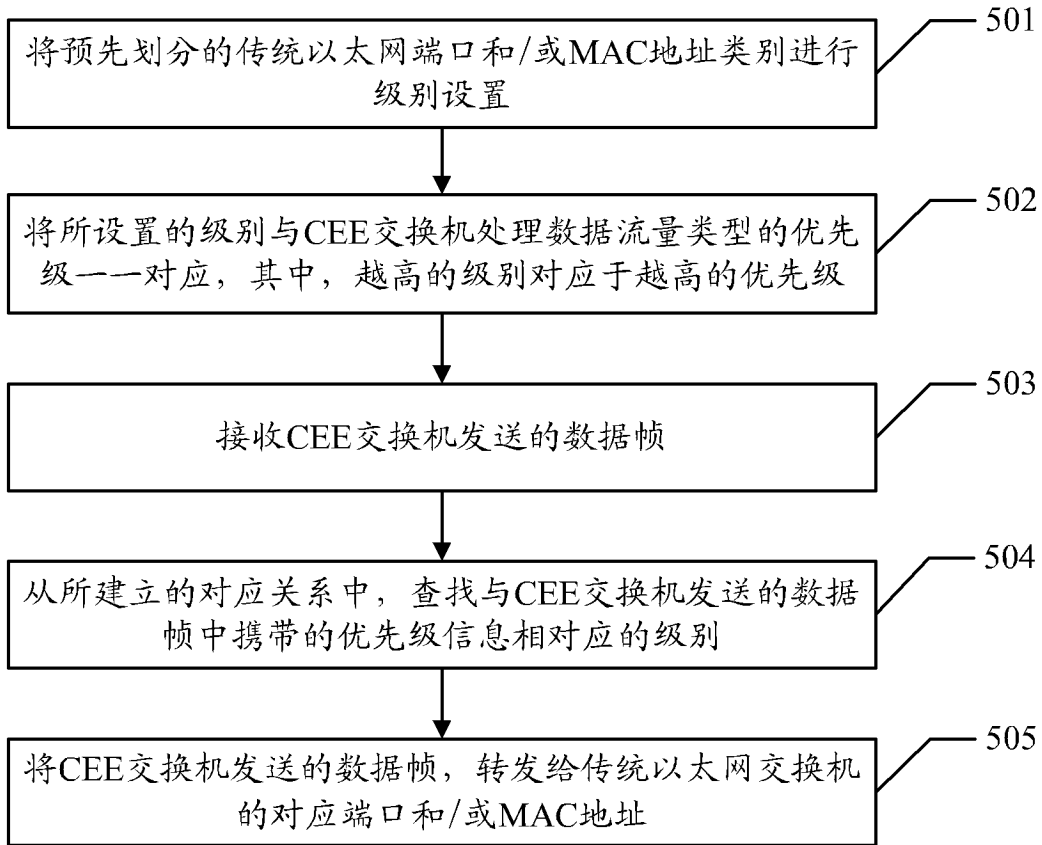 将预先划分的传统以太网端口和/或MAC地址类别进行
级别设置
501
将所设置的级别与CEE交换机处理数据流量类型的优先
级一一对应，其中，越高的级别对应于越高的优先级
502
接收CEE交换机发送的数据帧
503
从所建立的对应关系中，查找与CEE交换机发送的数据
帧中携带的优先级信息相对应的级别
504
将CEE交换机发送的数据帧，转发给传统以太网交换机
的对应端口和/或MAC地址
505